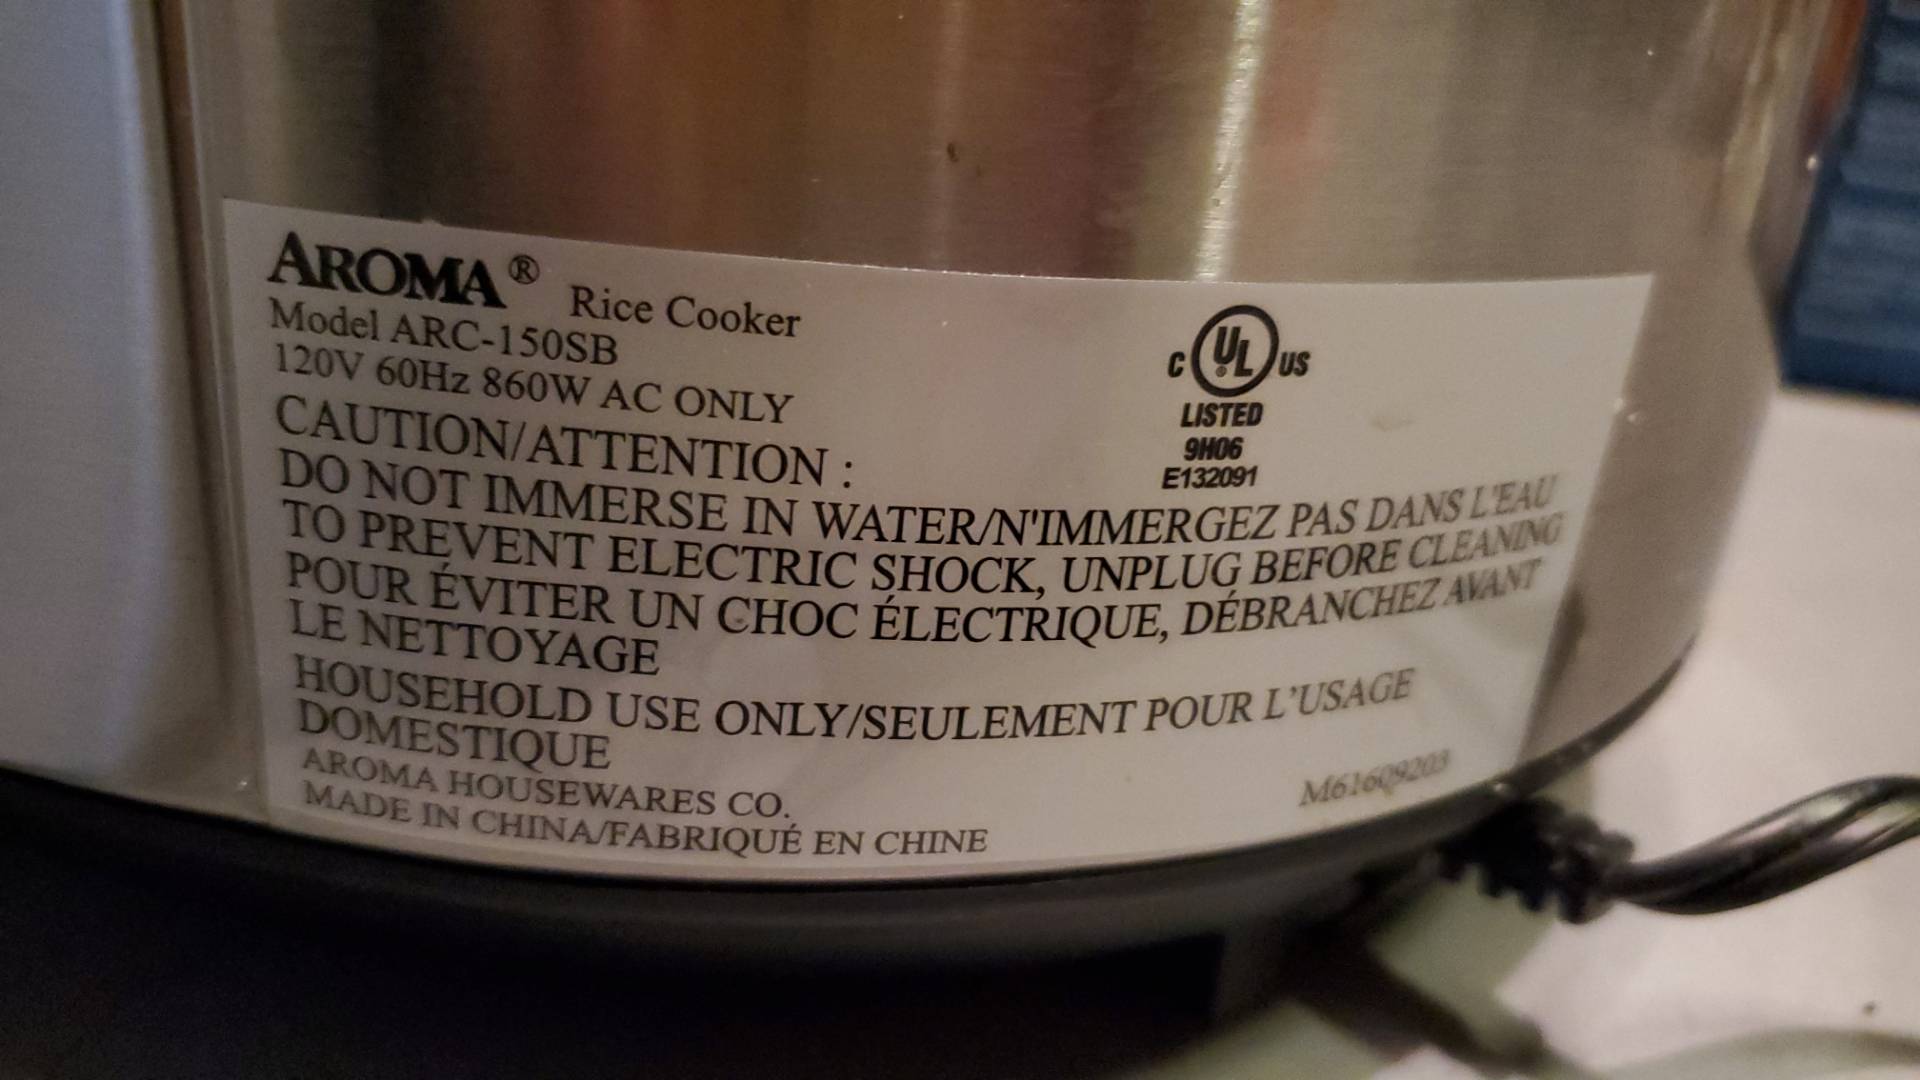 AROMA® Rice Cooker
Model ARC-150SB
120V 60Hz 860W AC ONLY
C UL® US
LISTED
9H06
E132091
CAUTION/ATTENTION :
DO NOT IMMERSE IN WATER/N'IMMERGEZ PAS DANS L'EAU
TO PREVENT ELECTRIC SHOCK, UNPLUG BEFORE CLEANING
POUR ÉVITER UN CHOC ÉLECTRIQUE, DÉBRANCHEZ AVANT
LE NETTOYAGE
HOUSEHOLD USE ONLY/SEULEMENT POUR L'USAGE
DOMESTIQUE
AROMA HOUSEWARES CO.
MADE IN CHINA/FABRIQUÉ EN CHINE
M616Q9203